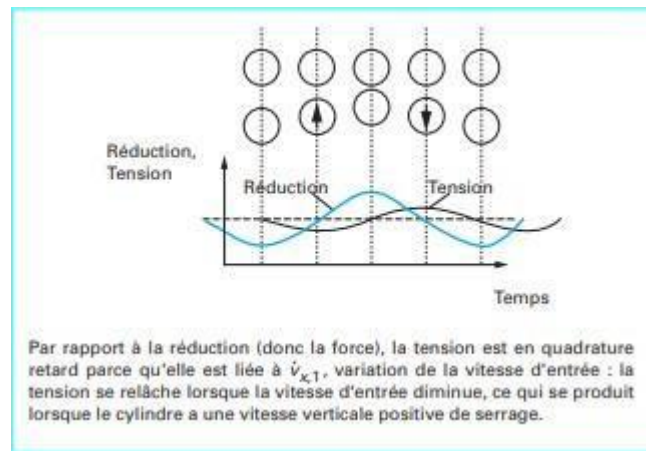 Réduction,
Tension
Réduction
Tension
Temps
Par rapport à la réduction (donc la force), la tension est en quadrature
retard parce qu'elle est liée à v̇x,1, variation de la vitesse d'entrée : la
tension se relâche lorsque la vitesse d'entrée diminue, ce qui se produit
lorsque le cylindre a une vitesse verticale positive de serrage.